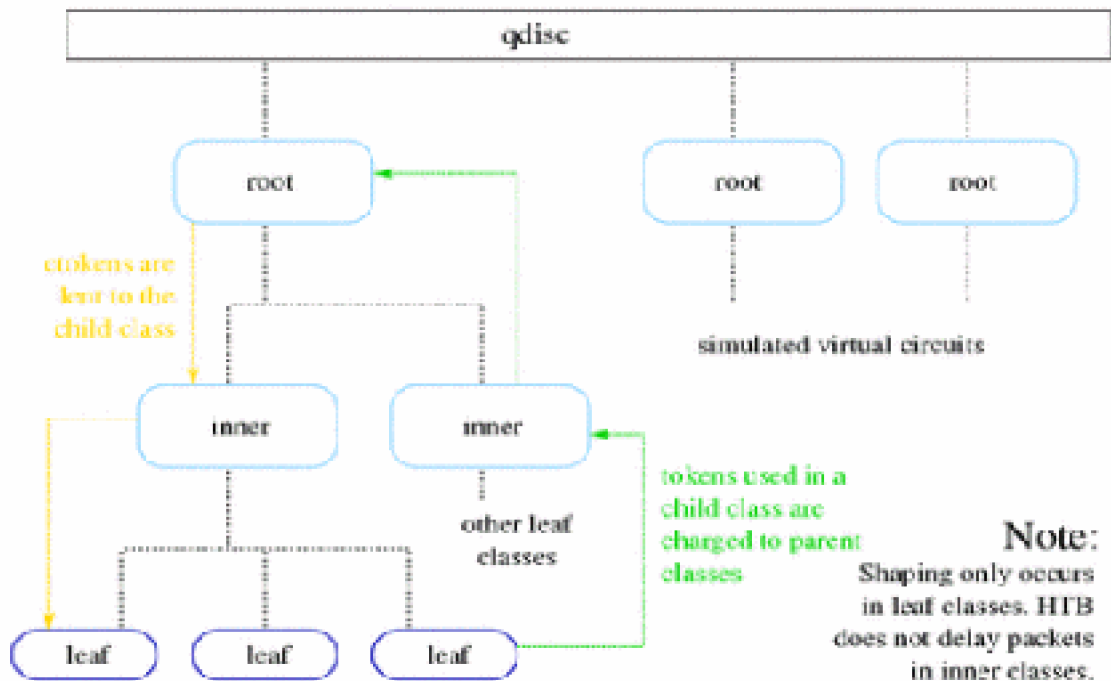 qdisc
root
root
root
ctokens are
lent to the
child class
simulated virtual circuits
inner
inner
tokens used in a
child class are
charged to parent
classes
other leaf
classes
Note:
Shaping only occurs
in leaf classes. HTB
does not delay packets
in inner classes.
leaf
leaf
leaf